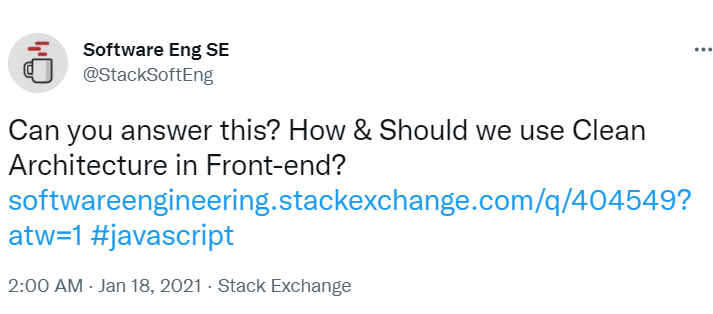 Software Eng SE
@StackSoftEng
Can you answer this? How & Should we use Clean
Architecture in Front-end?
softwareengineering.stackexchange.com/q/404549?
atw=1 #javascript
2:00 AM · Jan 18, 2021 · Stack Exchange